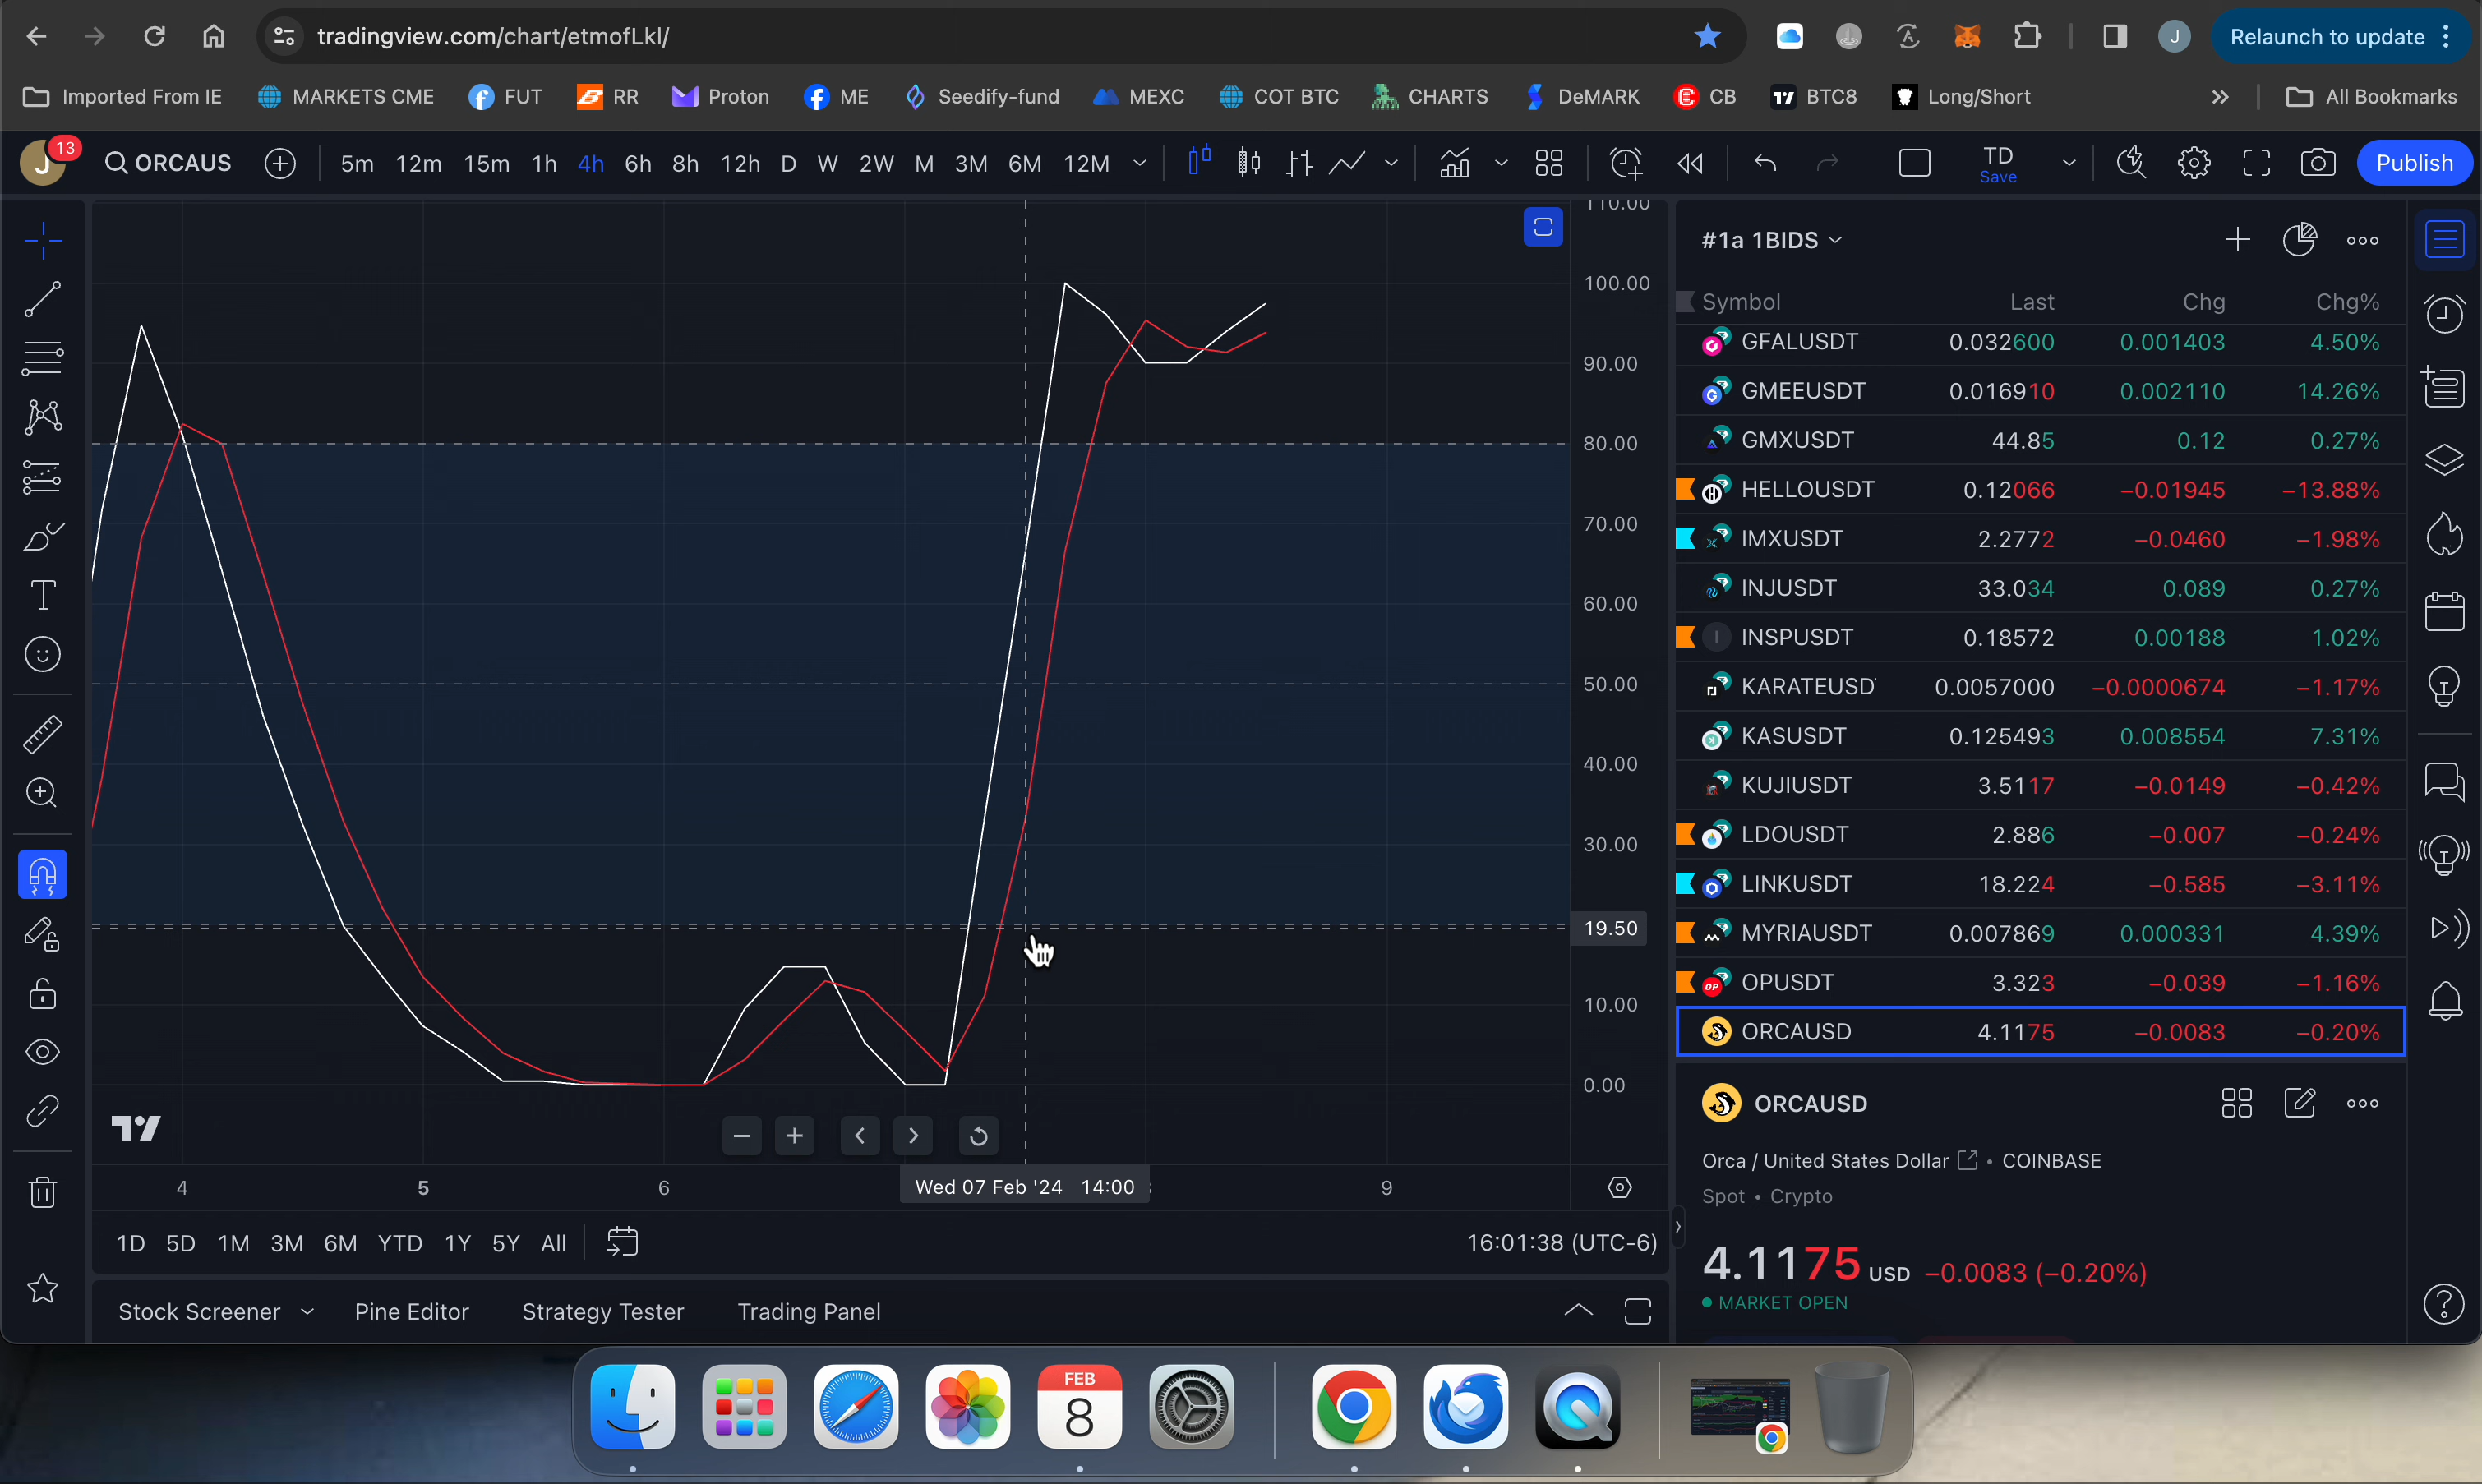 tradingview.com/chart/etmofLkl/
J
Relaunch to update
Imported From IE
MARKETS CME
FUT
RR
Proton
ME
Seedify-fund
MEXC
COT BTC
CHARTS
DeMARK
CB
BTC8
Long/Short
All Bookmarks
J
13
ORCAUS
5m 12m 15m 1h 4h 6h 8h 12h D W 2W M 3M 6M 12M
TD
Save
Publish
110.00
100.00
90.00
80.00
70.00
60.00
50.00
40.00
30.00
19.50
10.00
0.00
4 5 6 Wed 07 Feb '24 14:00 9
1D 5D 1M 3M 6M YTD 1Y 5Y All
16:01:38 (UTC-6)
Stock Screener
Pine Editor
Strategy Tester
Trading Panel
#1a 1BIDS
Symbol Last Chg Chg%
GFALUSDT 0.032600 0.001403 4.50%
GMEEUSDT 0.016910 0.002110 14.26%
GMXUSDT 44.85 0.12 0.27%
HELLOUSDT 0.12066 −0.01945 −13.88%
IMXUSDT 2.2772 −0.0460 −1.98%
INJUSDT 33.034 0.089 0.27%
I INSPUSDT 0.18572 0.00188 1.02%
KARATEUSD 0.0057000 −0.0000674 −1.17%
KASUSDT 0.125493 0.008554 7.31%
KUJIUSDT 3.5117 −0.0149 −0.42%
LDOUSDT 2.886 −0.007 −0.24%
LINKUSDT 18.224 −0.585 −3.11%
MYRIAUSDT 0.007869 0.000331 4.39%
OP OPUSDT 3.323 −0.039 −1.16%
ORCAUSD 4.1175 −0.0083 −0.20%
ORCAUSD
Orca / United States Dollar • COINBASE
Spot • Crypto
4.1175 USD −0.0083 (−0.20%)
MARKET OPEN
FEB
8